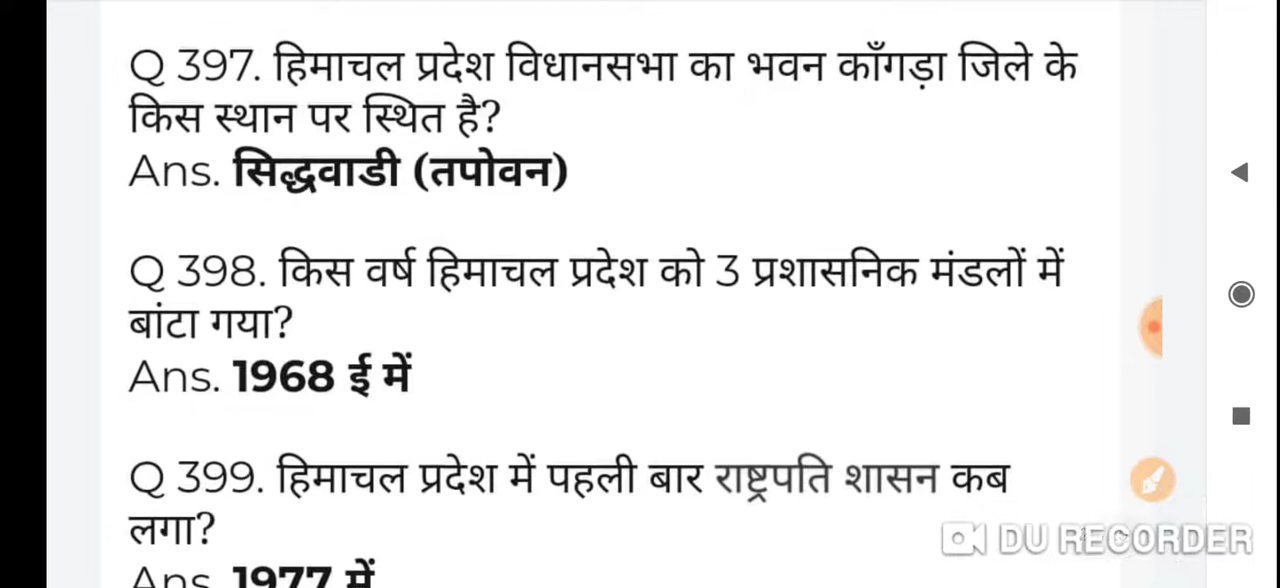 Q 397. हिमाचल प्रदेश विधानसभा का भवन काँगड़ा जिले के
किस स्थान पर स्थित है?
Ans. सिद्धवाडी (तपोवन)
Q 398. किस वर्ष हिमाचल प्रदेश को 3 प्रशासनिक मंडलों में
बांटा गया?
Ans. 1968 ई में
Q 399. हिमाचल प्रदेश में पहली बार राष्ट्रपति शासन कब
लगा?
DU RECORDER
Ans. 1977 में